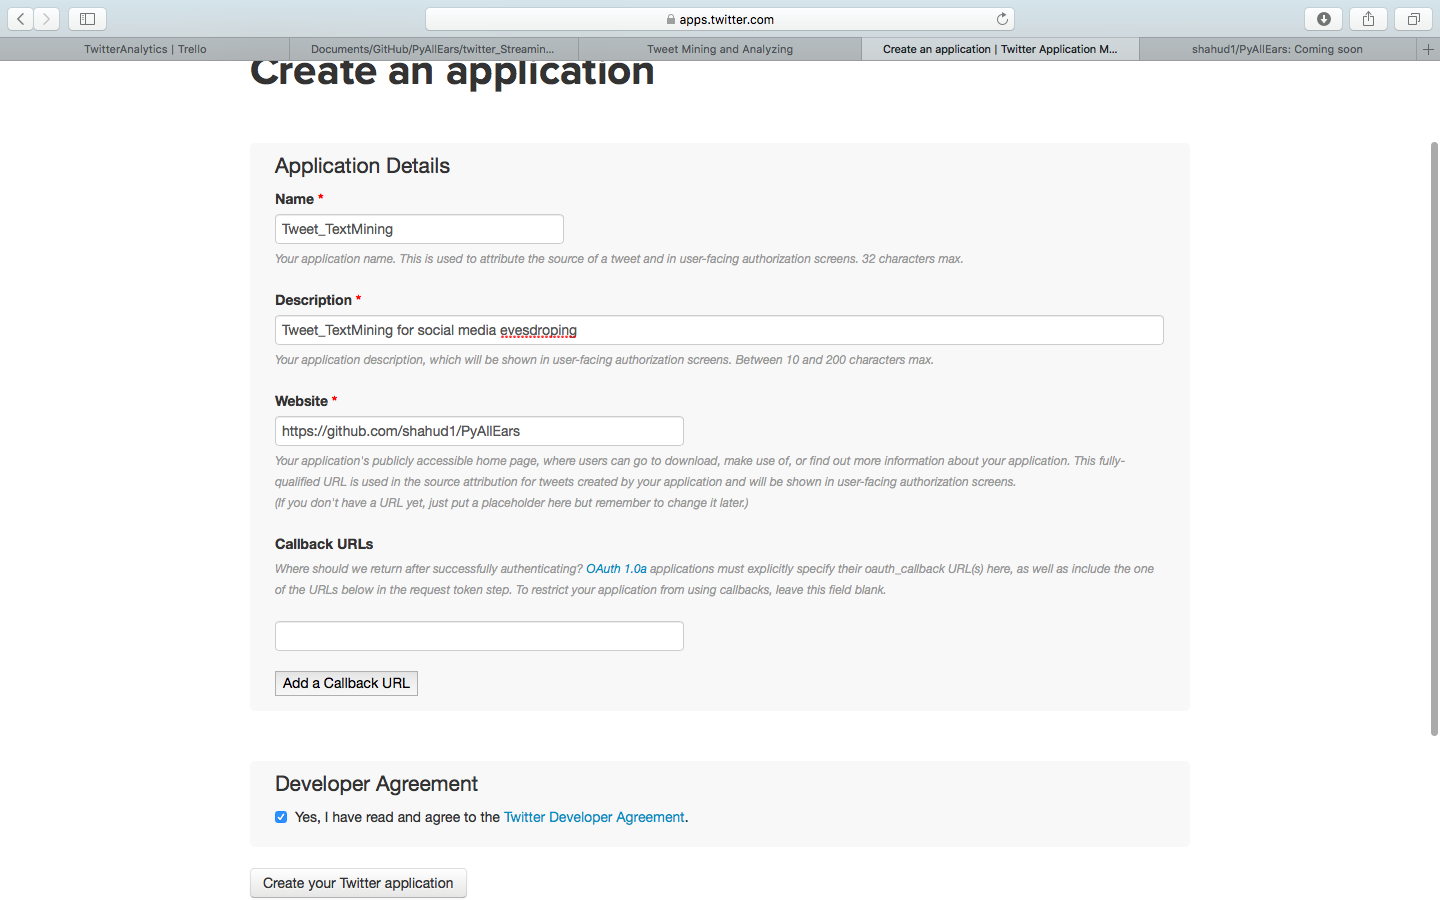 apps.twitter.com
TwitterAnalytics | Trello
Documents/GitHub/PyAllEars/twitter_Streamin...
Tweet Mining and Analyzing
Create an application | Twitter Application M...
shahud1/PyAllEars: Coming soon
Create an application
Application Details
Name *
Tweet_TextMining
Your application name. This is used to attribute the source of a tweet and in user-facing authorization screens. 32 characters max.
Description *
Tweet_TextMining for social media evesdroping
Your application description, which will be shown in user-facing authorization screens. Between 10 and 200 characters max.
Website *
https://github.com/shahud1/PyAllEars
Your application's publicly accessible home page, where users can go to download, make use of, or find out more information about your application. This fully-
qualified URL is used in the source attribution for tweets created by your application and will be shown in user-facing authorization screens.
(If you don't have a URL yet, just put a placeholder here but remember to change it later.)
Callback URLs
Where should we return after successfully authenticating? OAuth 1.0a applications must explicitly specify their oauth_callback URL(s) here, as well as include the one
of the URLs below in the request token step. To restrict your application from using callbacks, leave this field blank.
Add a Callback URL
Developer Agreement
Yes, I have read and agree to the Twitter Developer Agreement.
Create your Twitter application